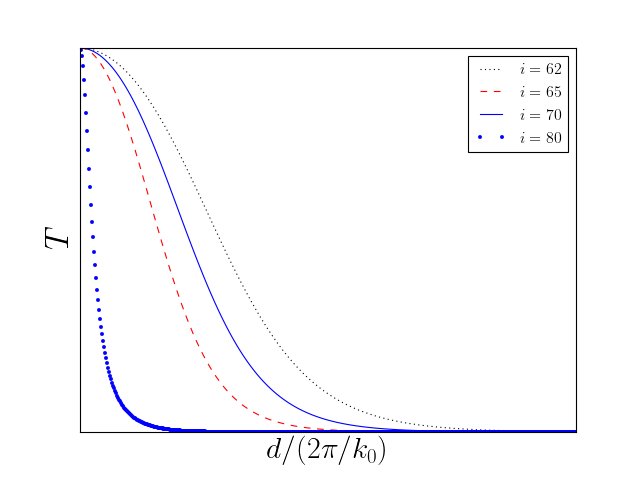 i = 62
i = 65
i = 70
i = 80
T
d/(2π/k₀)